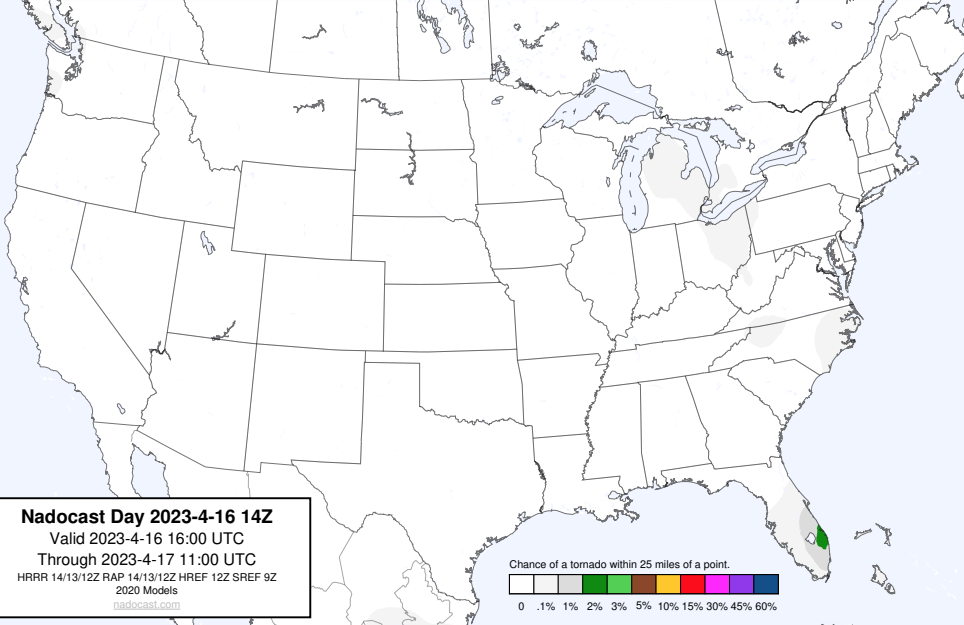 Nadocast Day 2023-4-16 14Z
Valid 2023-4-16 16:00 UTC
Through 2023-4-17 11:00 UTC
HRRR 14/13/12Z RAP 14/13/12Z HREF 12Z SREF 9Z
2020 Models
nadocast.com
Chance of a tornado within 25 miles of a point.
0 .1% 1% 2% 3% 5% 10% 15% 30% 45% 60%